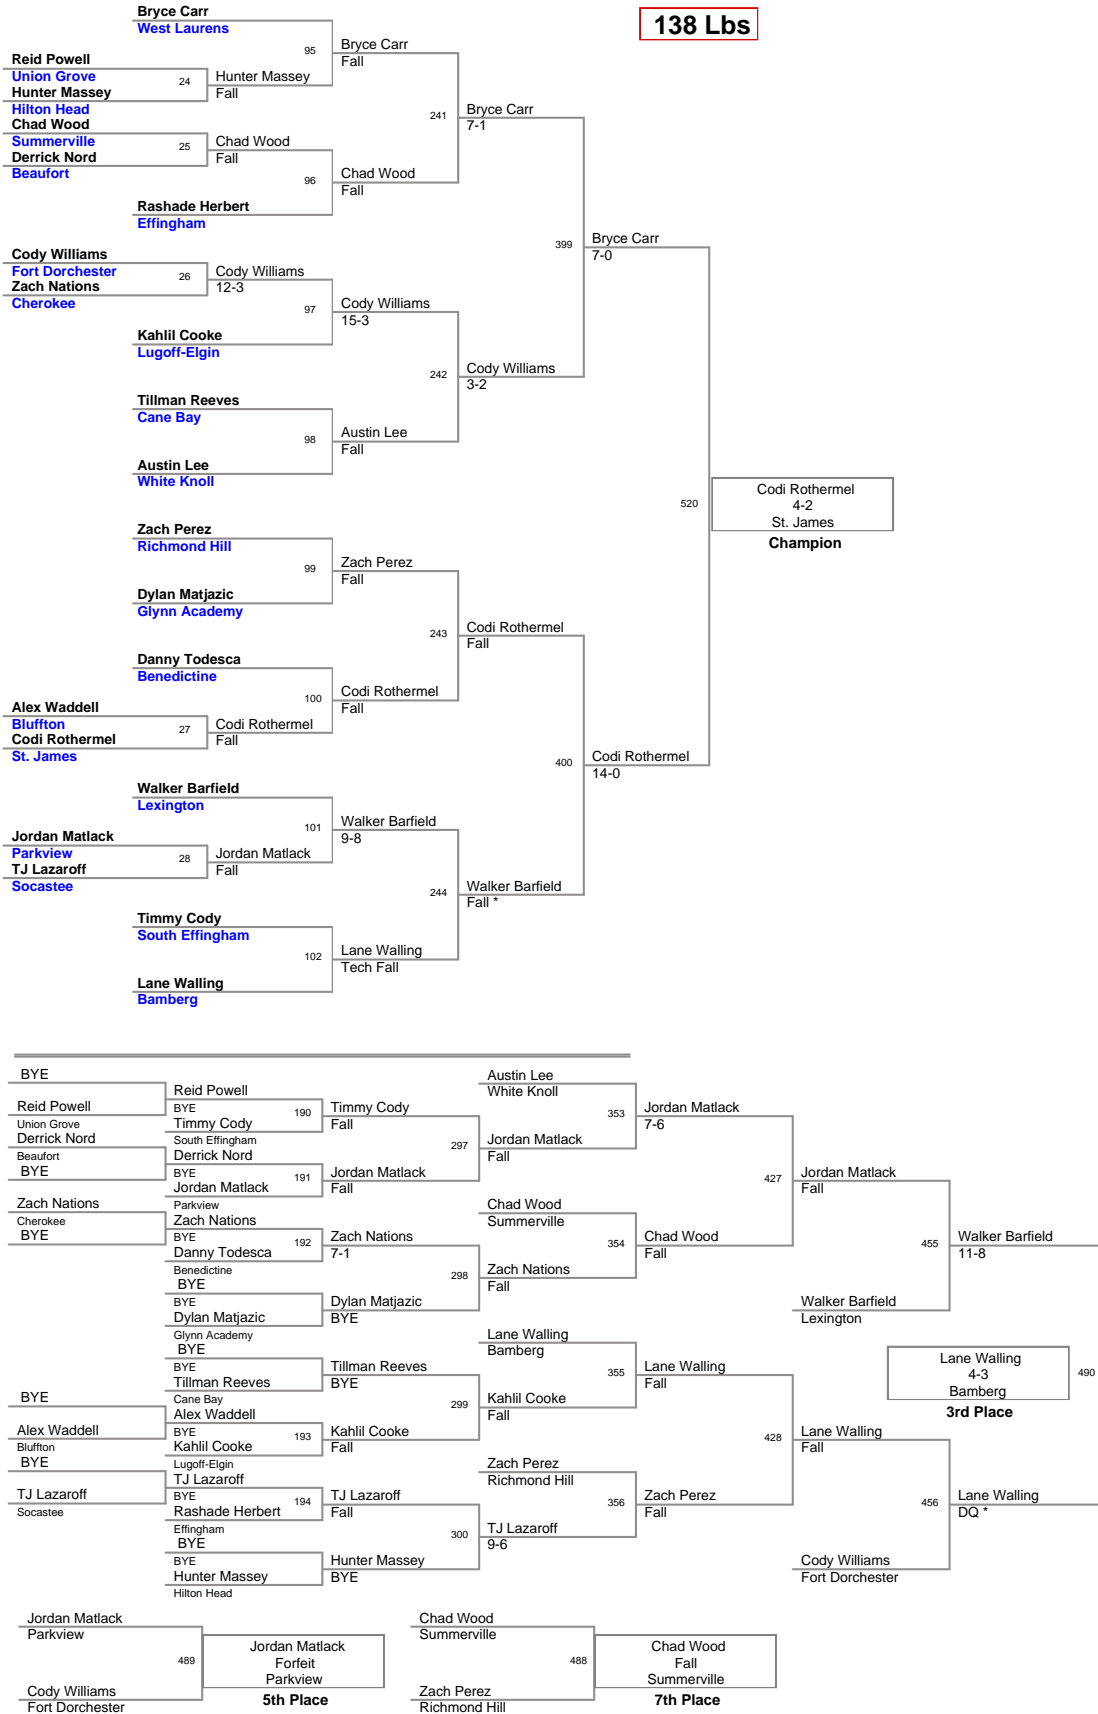 138 Lbs
Bryce Carr
West Laurens
95
Bryce Carr
Fall
Reid Powell
Union Grove
24
Hunter Massey
Fall
Hunter Massey
Hilton Head
241
Bryce Carr
7-1
Chad Wood
Summerville
25
Chad Wood
Fall
Derrick Nord
Beaufort
96
Chad Wood
Fall
Rashade Herbert
Effingham
399
Bryce Carr
7-0
Cody Williams
Fort Dorchester
26
Cody Williams
12-3
Zach Nations
Cherokee
97
Cody Williams
15-3
Kahlil Cooke
Lugoff-Elgin
242
Cody Williams
3-2
Tillman Reeves
Cane Bay
98
Austin Lee
Fall
Austin Lee
White Knoll
520
Codi Rothermel
4-2
St. James
Champion
Zach Perez
Richmond Hill
99
Zach Perez
Fall
Dylan Matjazic
Glynn Academy
243
Codi Rothermel
Fall
Danny Todesca
Benedictine
100
Codi Rothermel
Fall
Alex Waddell
Bluffton
27
Codi Rothermel
Fall
Codi Rothermel
St. James
400
Codi Rothermel
14-0
Walker Barfield
Lexington
101
Walker Barfield
9-8
Jordan Matlack
Parkview
28
Jordan Matlack
Fall
TJ Lazaroff
Socastee
244
Walker Barfield
Fall *
Timmy Cody
South Effingham
102
Lane Walling
Tech Fall
Lane Walling
Bamberg
BYE
Reid Powell
Union Grove
Derrick Nord
Beaufort
BYE
Zach Nations
Cherokee
BYE
BYE
Alex Waddell
Bluffton
BYE
TJ Lazaroff
Socastee
Reid Powell
BYE
190
Timmy Cody
South Effingham
Derrick Nord
BYE
191
Jordan Matlack
Parkview
Zach Nations
BYE
192
Danny Todesca
Benedictine
BYE
BYE
Dylan Matjazic
Glynn Academy
BYE
BYE
Tillman Reeves
Cane Bay
Alex Waddell
BYE
193
Kahlil Cooke
Lugoff-Elgin
TJ Lazaroff
BYE
194
Rashade Herbert
Effingham
BYE
BYE
Hunter Massey
Hilton Head
Timmy Cody
Fall
297
Jordan Matlack
Fall
Zach Nations
7-1
298
Dylan Matjazic
BYE
Tillman Reeves
BYE
299
Kahlil Cooke
Fall
TJ Lazaroff
Fall
300
Hunter Massey
BYE
Austin Lee
White Knoll
353
Jordan Matlack
Fall
Chad Wood
Summerville
354
Zach Nations
Fall
Lane Walling
Bamberg
355
Kahlil Cooke
Fall
Zach Perez
Richmond Hill
356
TJ Lazaroff
9-6
Jordan Matlack
7-6
427
Chad Wood
Fall
Lane Walling
Fall
428
Zach Perez
Fall
Jordan Matlack
Fall
455
Walker Barfield
Lexington
Lane Walling
Fall
456
Cody Williams
Fort Dorchester
Walker Barfield
11-8
Lane Walling
4-3
Bamberg
490
3rd Place
Lane Walling
DQ *
Jordan Matlack
Parkview
489
Cody Williams
Fort Dorchester
Jordan Matlack
Forfeit
Parkview
5th Place
Chad Wood
Summerville
488
Zach Perez
Richmond Hill
Chad Wood
Fall
Summerville
7th Place